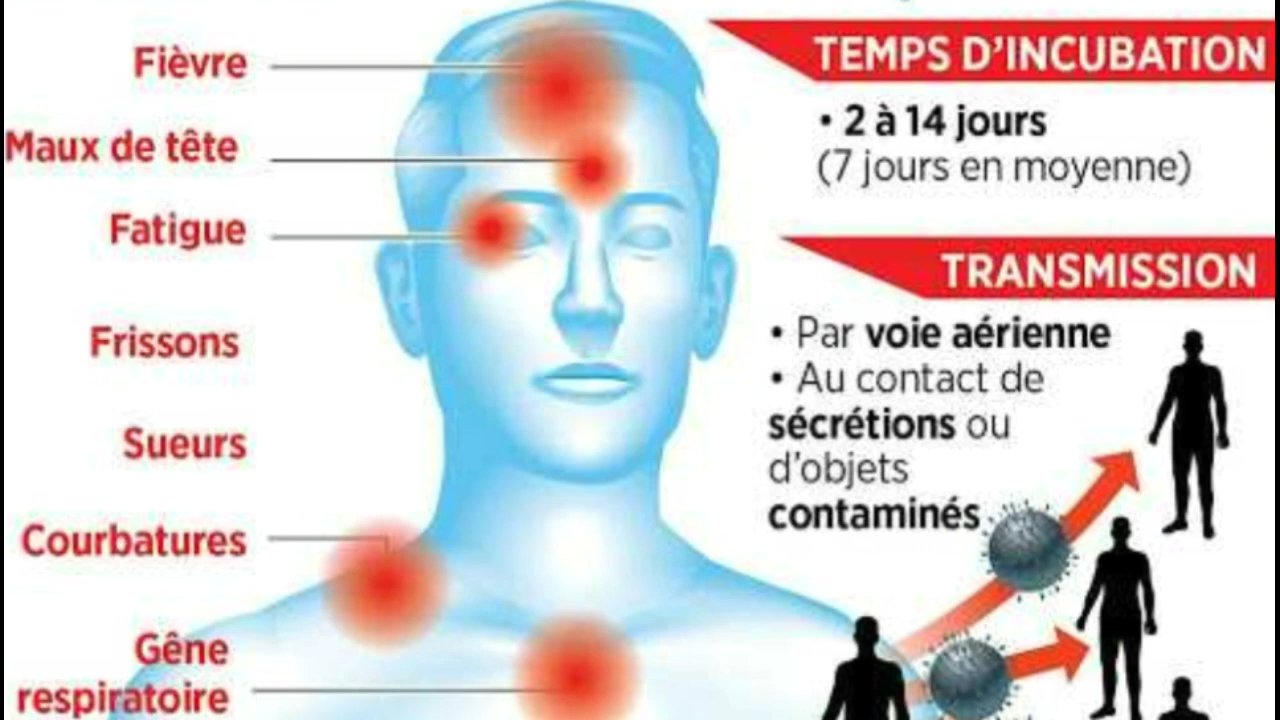 Fièvre
Maux de tête
Fatigue
Frissons
Sueurs
Courbatures
Gêne
respiratoire
TEMPS D'INCUBATION
• 2 à 14 jours
(7 jours en moyenne)
TRANSMISSION
• Par voie aérienne
• Au contact de
sécrétions ou
d'objets
contaminés